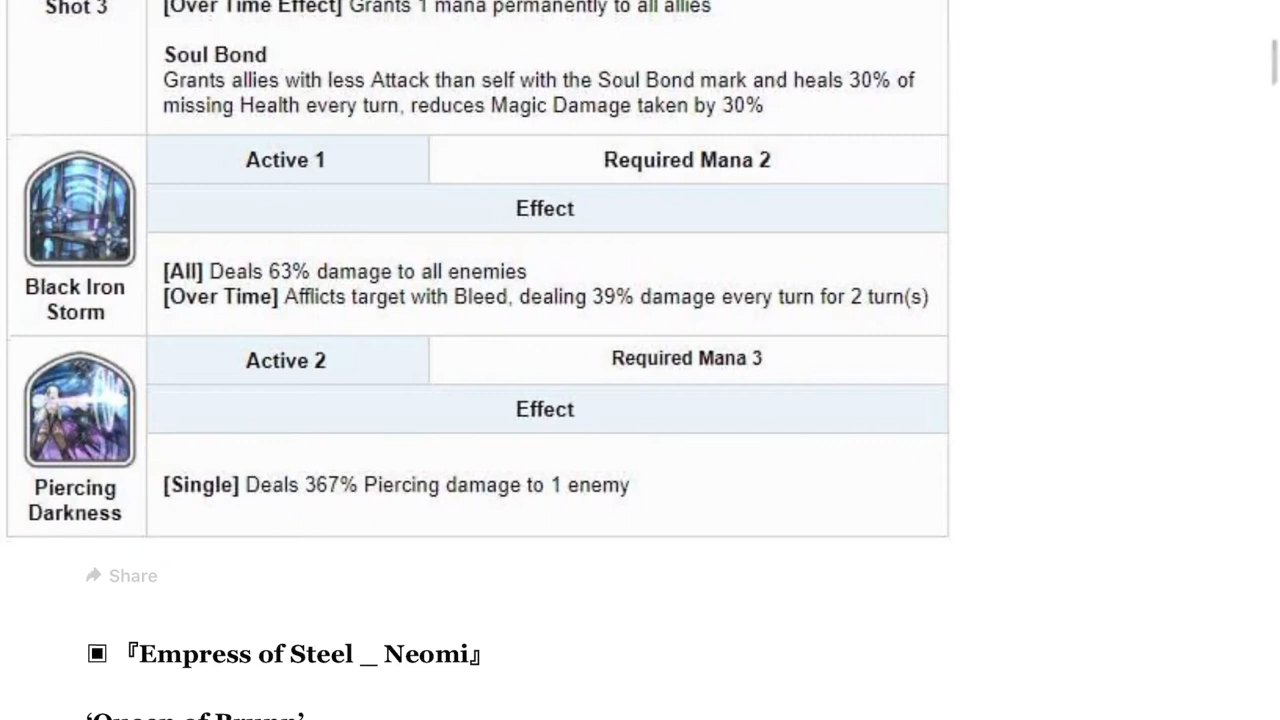 Shot 3
[Over Time Effect] Grants 1 mana permanently to all allies
Soul Bond
Grants allies with less Attack than self with the Soul Bond mark and heals 30% of
missing Health every turn, reduces Magic Damage taken by 30%
Active 1
Required Mana 2
Effect
Black Iron
Storm
[All] Deals 63% damage to all enemies
[Over Time] Afflicts target with Bleed, dealing 39% damage every turn for 2 turn(s)
Active 2
Required Mana 3
Effect
Piercing
Darkness
[Single] Deals 367% Piercing damage to 1 enemy
Share
▣ 『Empress of Steel _ Neomi』
‘Queen of Brunn’